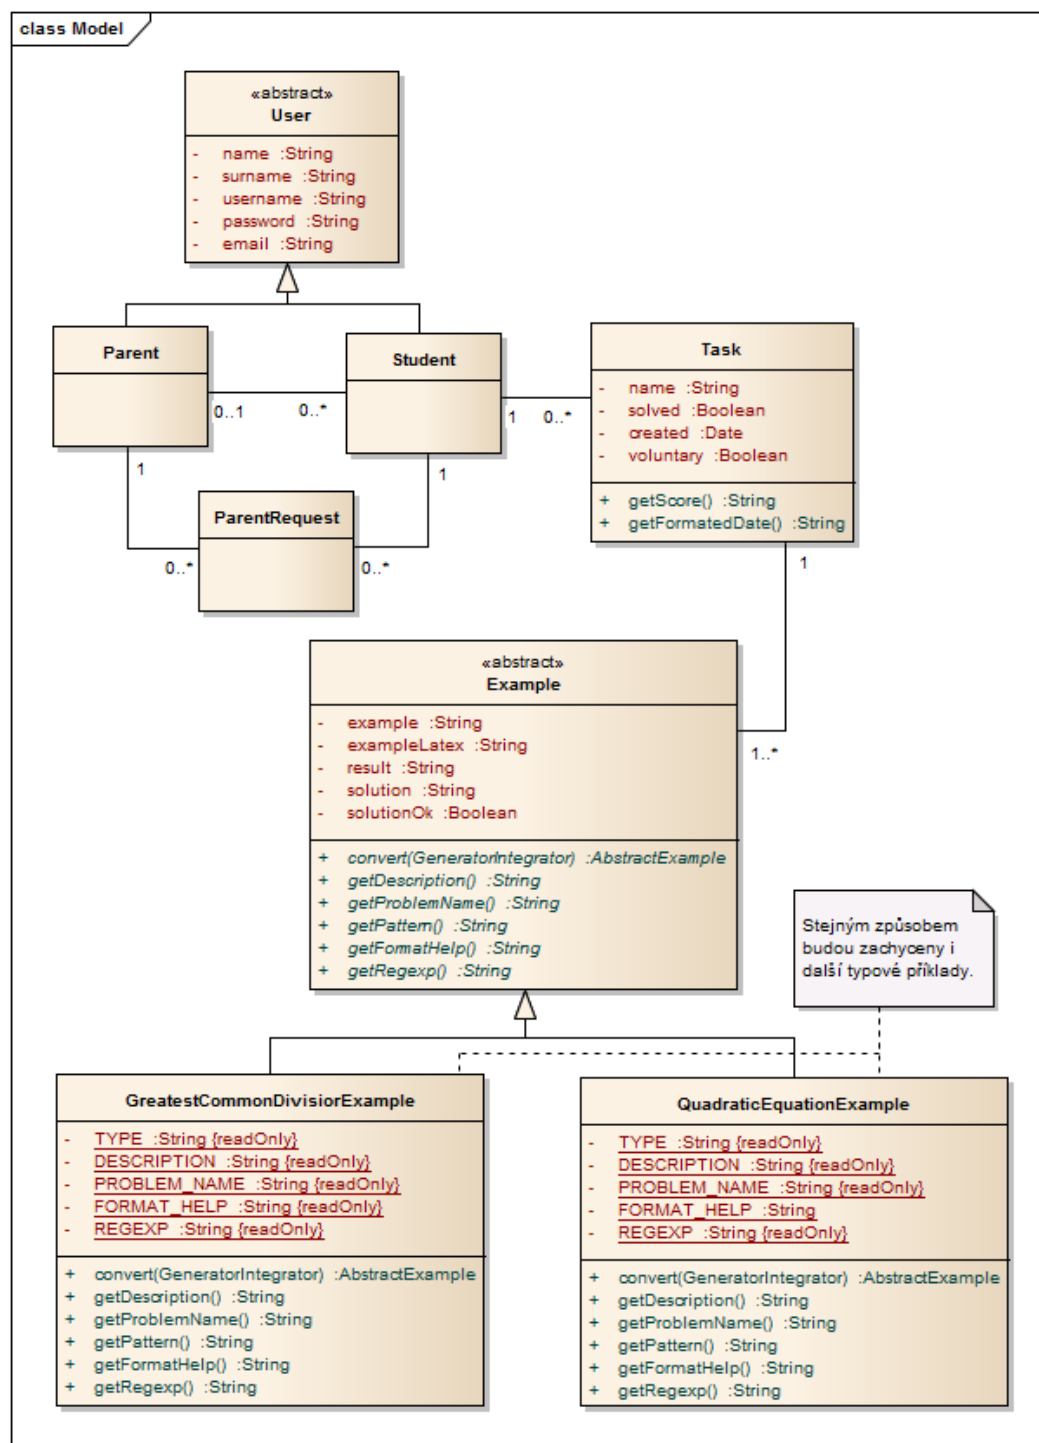 class Model
«abstract»
User
- name :String
- surname :String
- username :String
- password :String
- email :String
Parent
Student
Task
- name :String
- solved :Boolean
- created :Date
- voluntary :Boolean
+ getScore() :String
+ getFormatedDate() :String
0..1
0..*
1
0..*
1
1
ParentRequest
0..*
0..*
1
«abstract»
Example
- example :String
- exampleLatex :String
- result :String
- solution :String
- solutionOk :Boolean
+ convert(GeneratorIntegrator) :AbstractExample
+ getDescription() :String
+ getProblemName() :String
+ getPattern() :String
+ getFormatHelp() :String
+ getRegexp() :String
1..*
Stejným způsobem
budou zachyceny i
další typové příklady.
GreatestCommonDivisiorExample
- TYPE :String {readOnly}
- DESCRIPTION :String {readOnly}
- PROBLEM_NAME :String {readOnly}
- FORMAT_HELP :String {readOnly}
- REGEXP :String {readOnly}
+ convert(GeneratorIntegrator) :AbstractExample
+ getDescription() :String
+ getProblemName() :String
+ getPattern() :String
+ getFormatHelp() :String
+ getRegexp() :String
QuadraticEquationExample
- TYPE :String {readOnly}
- DESCRIPTION :String {readOnly}
- PROBLEM_NAME :String {readOnly}
- FORMAT_HELP :String
- REGEXP :String {readOnly}
+ convert(GeneratorIntegrator) :AbstractExample
+ getDescription() :String
+ getProblemName() :String
+ getPattern() :String
+ getFormatHelp() :String
+ getRegexp() :String